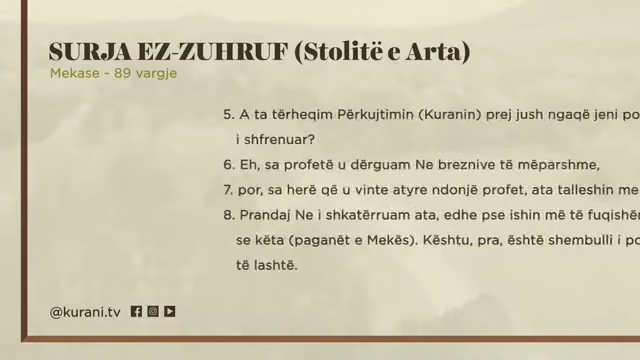 SURJA EZ-ZUHRUF (Stolitë e Arta)
Mekase - 89 vargje
5. A ta tërheqim Përkujtimin (Kuranin) prej jush ngaqë jeni
i shfrenuar?
6. Eh, sa profetë u dërguam Ne breznive të mëparshme,
7. por, sa herë që u vinte atyre ndonjë profet, ata talleshin me
8. Prandaj Ne i shkatërruam ata, edhe pse ishin më të
se këta (paganët e Mekës). Kështu, pra, është shembulli i
të lashtë.
@kurani.tv